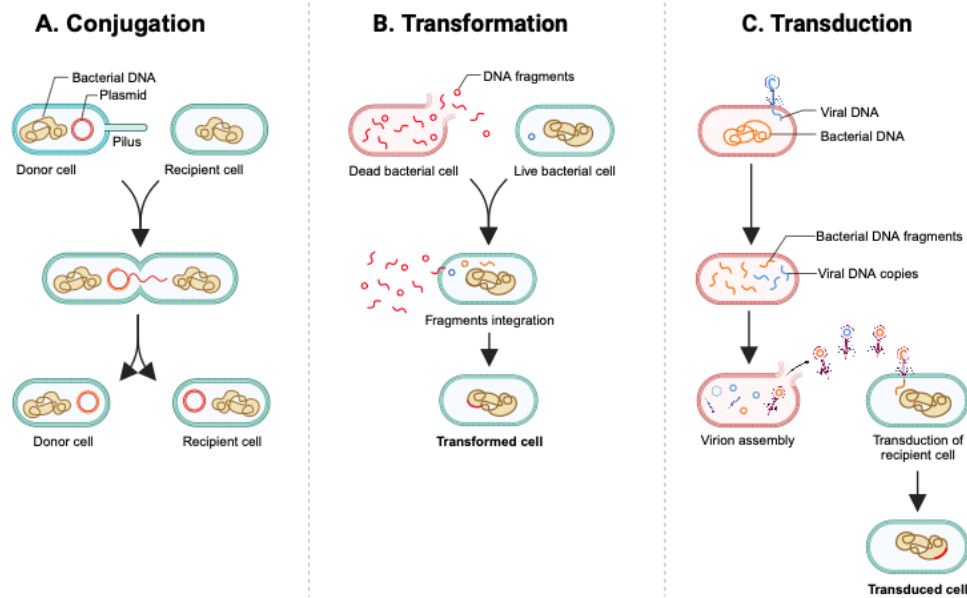 A. Conjugation
Bacterial DNA
Plasmid
Pilus
Donor cell
Recipient cell
Donor cell
Recipient cell
B. Transformation
DNA fragments
Dead bacterial cell
Live bacterial cell
Fragments integration
Transformed cell
C. Transduction
Viral DNA
Bacterial DNA
Bacterial DNA fragments
Viral DNA copies
Virion assembly
Transduction of
recipient cell
Transduced cell